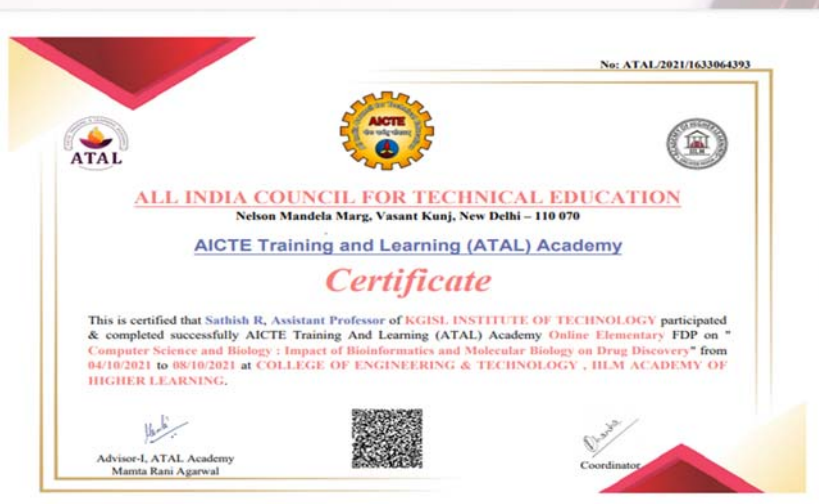 No: ATAL/2021/1633064393
ATAL
AICTE
ALL INDIA COUNCIL FOR TECHNICAL EDUCATION
Nelson Mandela Marg, Vasant Kunj, New Delhi – 110 070
AICTE Training and Learning (ATAL) Academy
Certificate
This is certified that Sathish R, Assistant Professor of KGISL INSTITUTE OF TECHNOLOGY participated
& completed successfully AICTE Training And Learning (ATAL) Academy Online Elementary FDP on "
Computer Science and Biology : Impact of Bioinformatics and Molecular Biology on Drug Discovery" from
04/10/2021 to 08/10/2021 at COLLEGE OF ENGINEERING & TECHNOLOGY , IILM ACADEMY OF
HIGHER LEARNING.
Advisor-I, ATAL Academy
Mamta Rani Agarwal
Coordinator